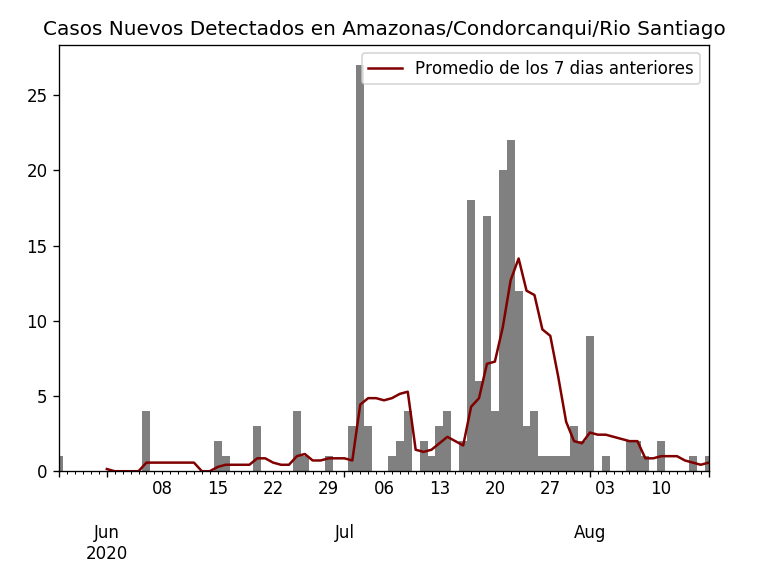 Casos Nuevos Detectados en Amazonas/Condorcanqui/Rio Santiago
Promedio de los 7 dias anteriores
25
20
15
10
5
0
08 15 22 29 06 13 20 27 03 10
Jun Jul Aug
2020